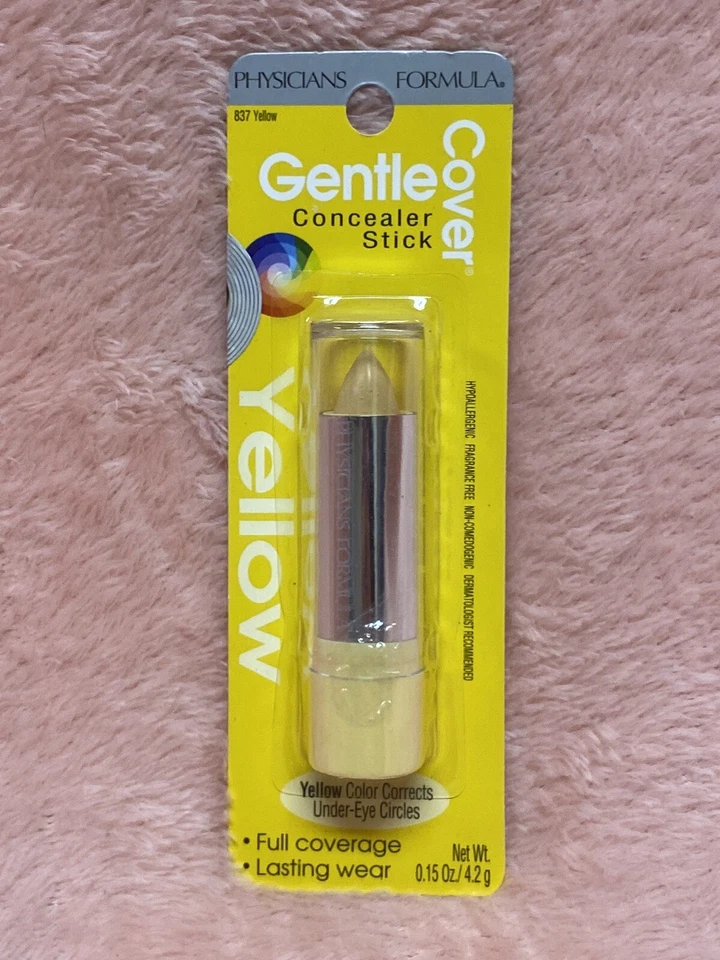 PHYSICIANS FORMULA®
837 Yellow
Gentle Cover®
Concealer
Stick
Yellow
PHYSICIANS FORMUL
HYPOALLERGENIC FRAGRANCE FREE NON-COMEDOGENIC DERMATOLOGIST RECOMMENDED
Yellow Color Corrects
Under-Eye Circles
• Full coverage
• Lasting wear
Net Wt.
0.15 Oz./4.2 g